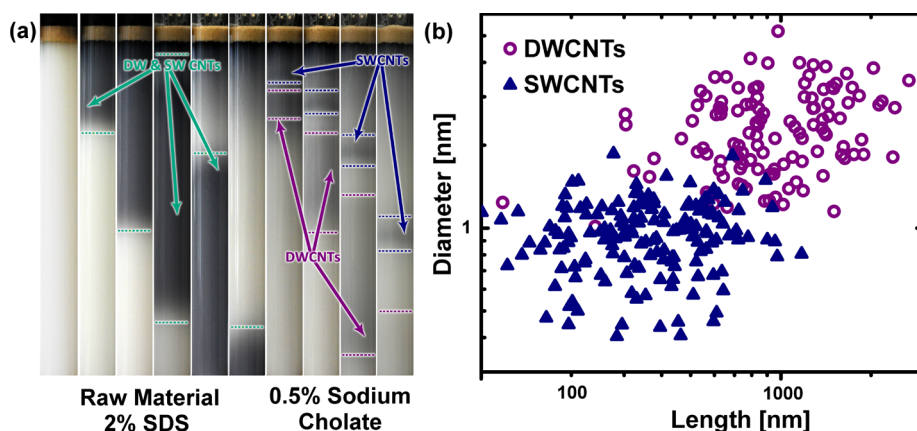 (a)
DW & SW CNTs
SWCNTs
DWCNTs
Raw Material
2% SDS
0.5% Sodium
Cholate
(b)
DWCNTs
SWCNTs
Diameter [nm]
1
100
1000
Length [nm]